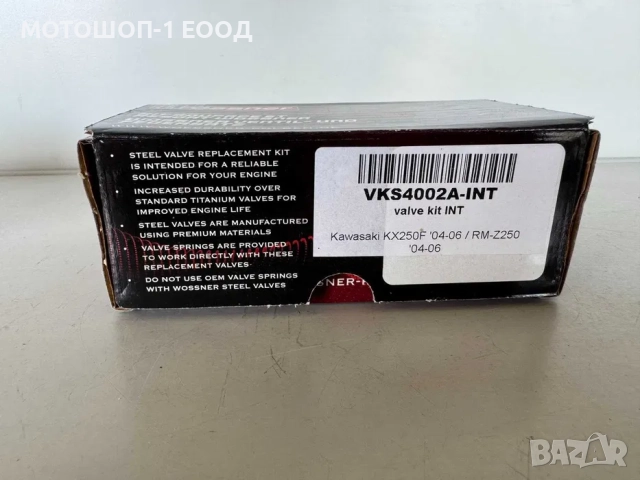 МОТОШОП-1 ЕООД
STEEL VALVE REPLACEMENT KIT
IS INTENDED FOR A RELIABLE
SOLUTION FOR YOUR ENGINE
INCREASED DURABILITY OVER
STANDARD TITANIUM VALVES FOR
IMPROVED ENGINE LIFE
STEEL VALVES ARE MANUFACTURED
USING PREMIUM MATERIALS
VALVE SPRINGS ARE PROVIDED
TO WORK DIRECTLY WITH THESE
REPLACEMENT VALVES
DO NOT USE OEM VALVE SPRINGS
WITH WOSSNER STEEL VALVES
VKS4002A-INT
valve kit INT
Kawasaki KX250F '04-06 / RM-Z250
'04-06
BAZAR